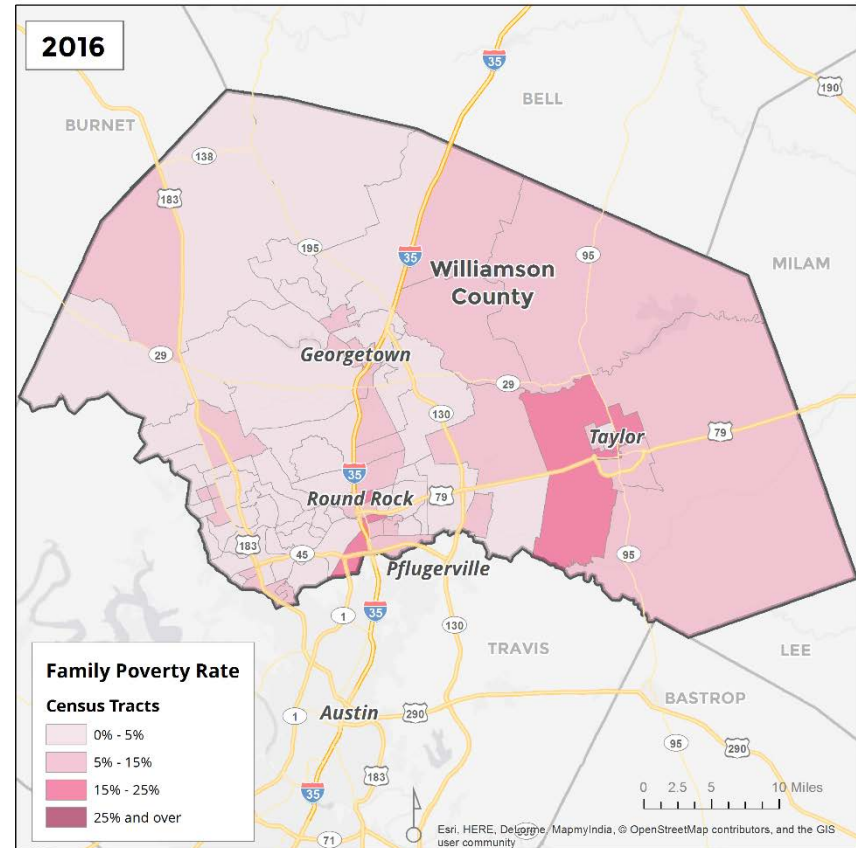 2016
35
BELL
190
BURNET
138
183
195
35
95
Williamson
County
MILAM
Georgetown
29
29
130
Taylor
79
35
Round Rock
79
183
45
95
Pflugerville
1
35
130
TRAVIS
LEE
BASTROP
Family Poverty Rate
Census Tracts
0% - 5%
5% - 15%
15% - 25%
25% and over
1
Austin
290
95
290
183
35
71
0 2.5 5 10 Miles
Esri, HERE, DeLorme, MapmyIndia, © OpenStreetMap contributors, and the GIS
user community